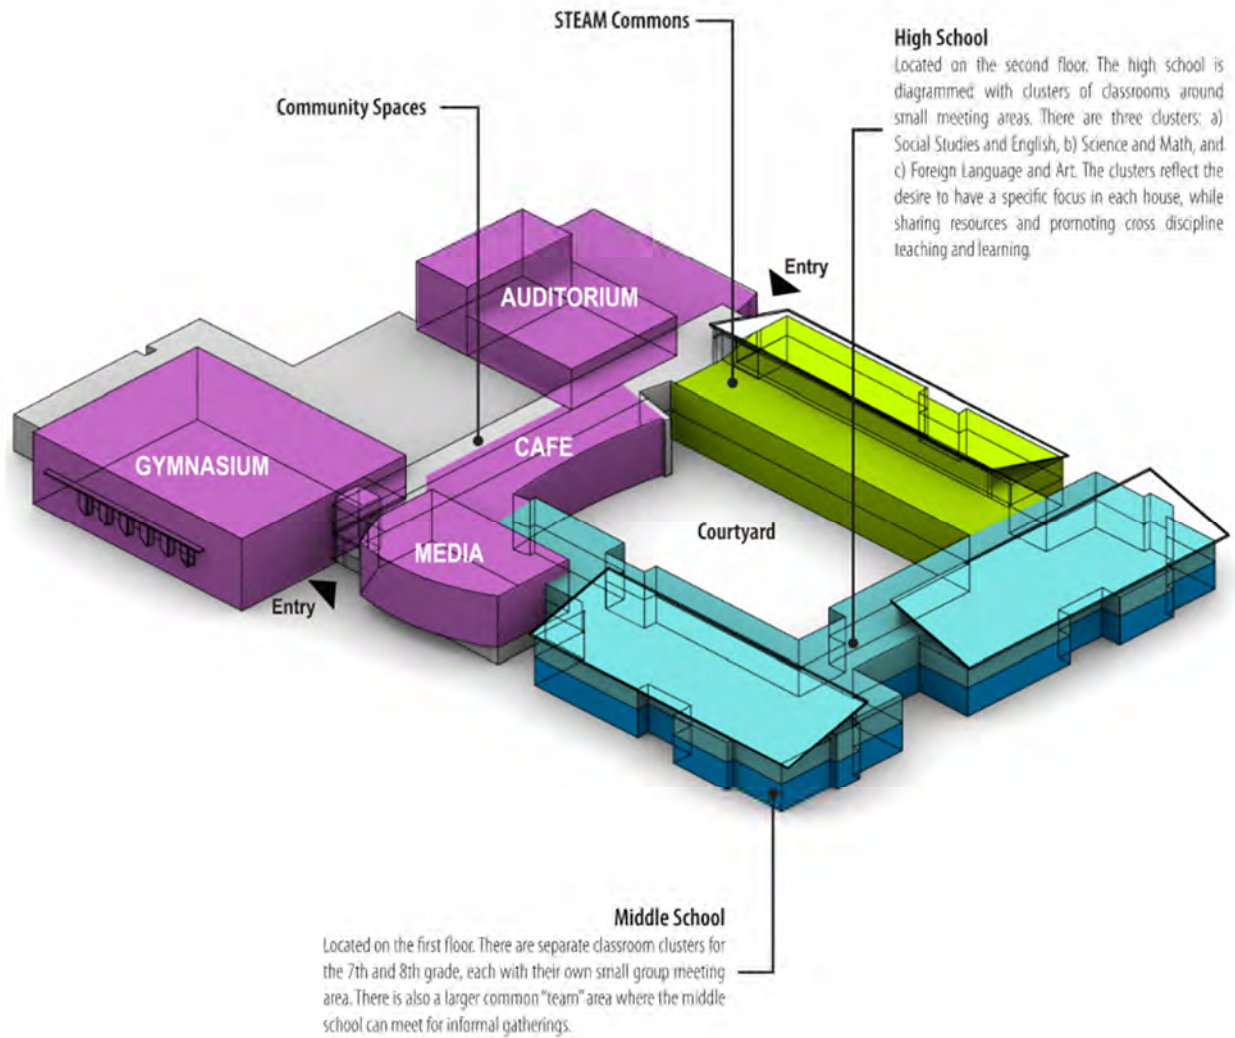 STEAM Commons
High School
Located on the second floor. The high school is
diagrammed with clusters of classrooms around
small meeting areas. There are three clusters: a)
Social Studies and English, b) Science and Math, and
c) Foreign Language and Art. The clusters reflect the
desire to have a specific focus in each house, while
sharing resources and promoting cross discipline
teaching and learning.
Community Spaces
Entry
AUDITORIUM
CAFE
GYMNASIUM
Courtyard
MEDIA
Entry
Middle School
Located on the first floor. There are separate classroom clusters for
the 7th and 8th grade, each with their own small group meeting
area. There is also a larger common "team" area where the middle
school can meet for informal gatherings.